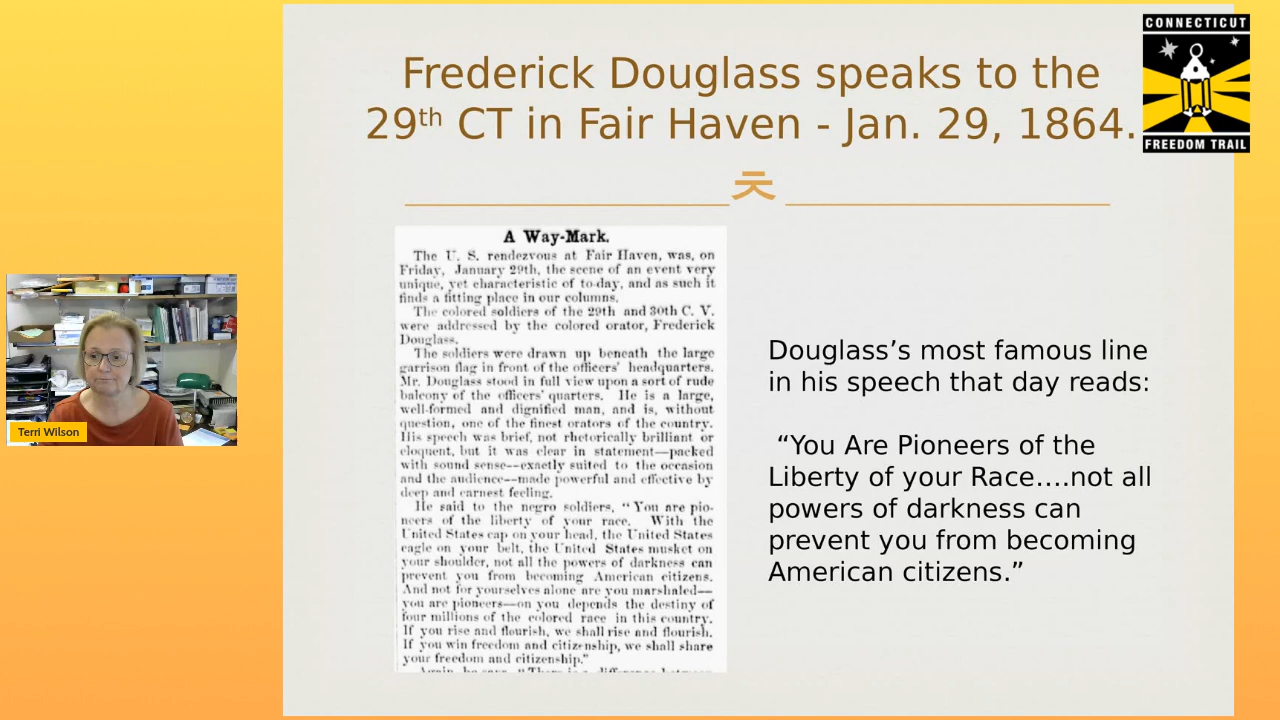 CONNECTICUT
FREEDOM TRAIL
Frederick Douglass speaks to the
29th CT in Fair Haven - Jan. 29, 1864.
ㅊ
A Way-Mark.
The U. S. rendezvous at Fair Haven, was, on
Friday, January 29th, the scene of an event very
unique, yet characteristic of to-day, and as such it
finds a fitting place in our columns.
The colored soldiers of the 29th and 30th C. V.
were addressed by the colored orator, Frederick
Douglass.
The soldiers were drawn up beneath the large
garrison flag in front of the officers' headquarters.
Mr. Douglass stood in full view upon a sort of rude
balcony of the officers' quarters. He is a large,
well-formed and dignified man, and is, without
question, one of the finest orators of the country.
His speech was brief, not rhetorically brilliant or
eloquent, but it was clear in statement—packed
with sound sense--exactly suited to the occasion
and the audience--made powerful and effective by
deep and earnest feeling.
He said to the negro soldiers, "You are pio-
neers of the liberty of your race. With the
United States cap on your head, the United States
eagle on your belt, the United States musket on
your shoulder, not all the powers of darkness can
prevent you from becoming American citizens.
And not for yourselves alone are you marshaled—
you are pioneers—on you depends the destiny of
four millions of the colored race in this country.
If you rise and flourish, we shall rise and flourish.
If you win freedom and citizenship, we shall share
your freedom and citizenship."
Douglass’s most famous line
in his speech that day reads:
“You Are Pioneers of the
Liberty of your Race....not all
powers of darkness can
prevent you from becoming
American citizens.”
Terri Wilson